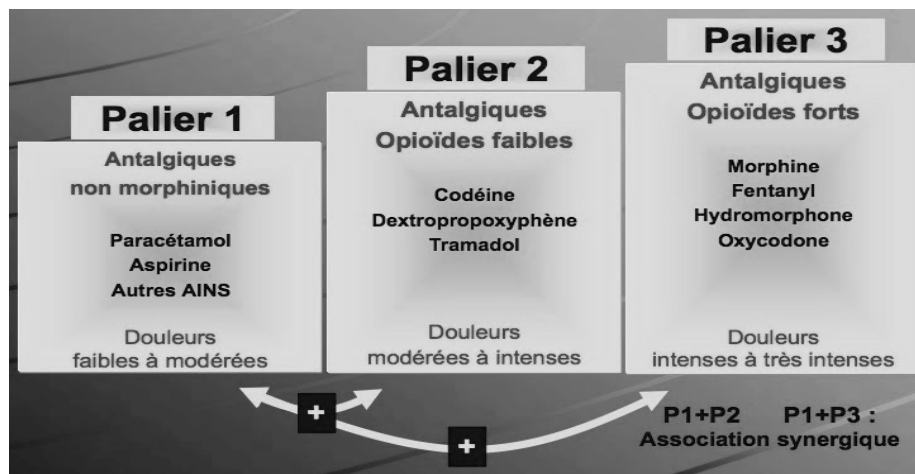 Palier 1
Antalgiques
non morphiniques
Paracétamol
Aspirine
Autres AINS
Douleurs
faibles à modérées
Palier 2
Antalgiques
Opioïdes faibles
Codéine
Dextropropoxyphène
Tramadol
Douleurs
modérées à intenses
Palier 3
Antalgiques
Opioïdes forts
Morphine
Fentanyl
Hydromorphone
Oxycodone
Douleurs
intenses à très intenses
+
+
P1+P2 P1+P3 :
Association synergique